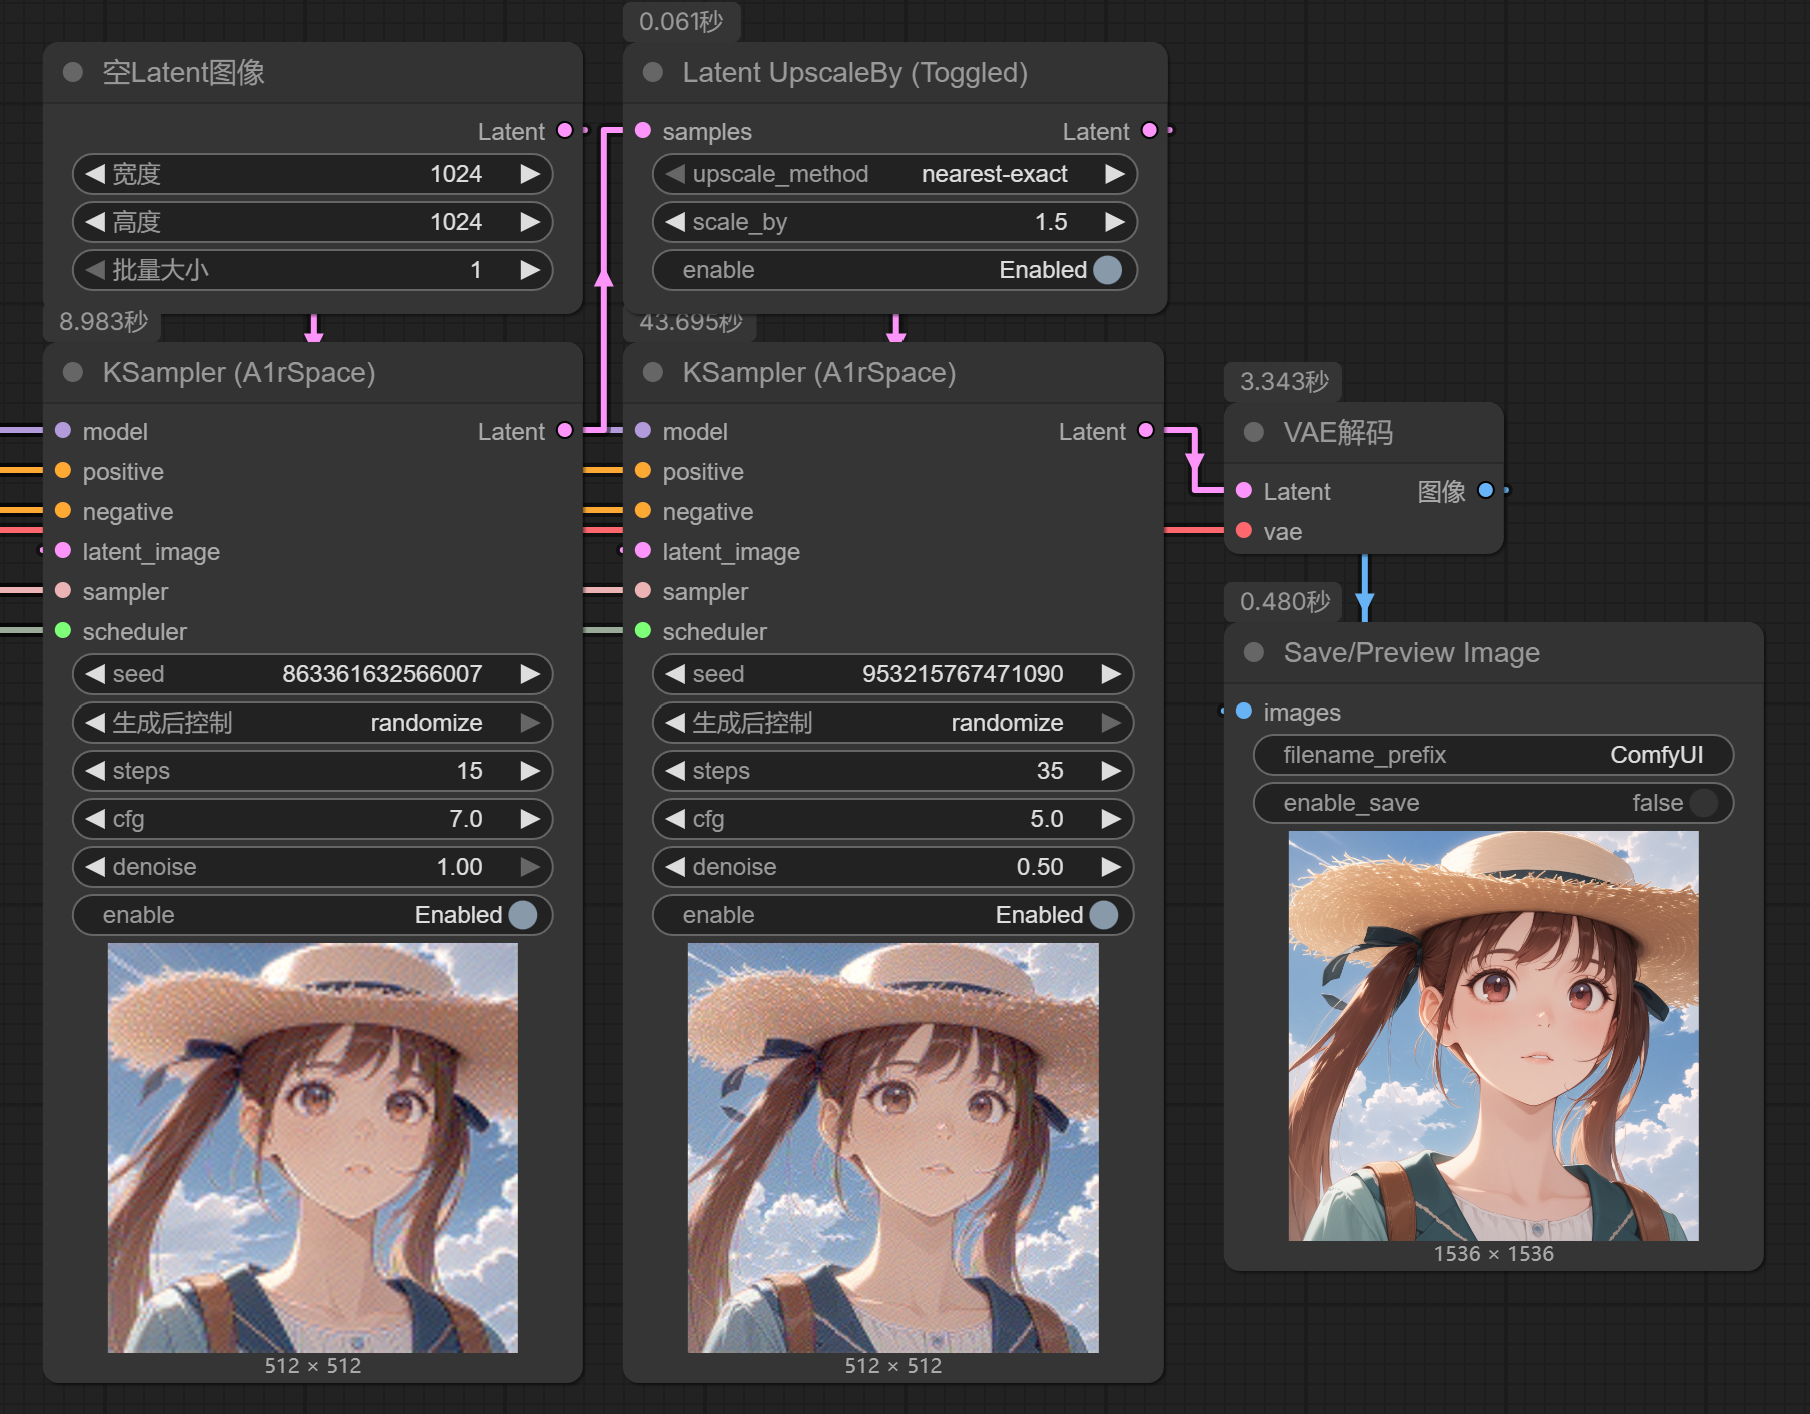 空Latent图像
Latent
宽度 1024
高度 1024
批量大小 1
0.061秒
Latent UpscaleBy (Toggled)
samples Latent
upscale_method nearest-exact
scale_by 1.5
enable Enabled
8.983秒
KSampler (A1rSpace)
model Latent
positive
negative
latent_image
sampler
scheduler
seed 863361632566007
生成后控制 randomize
steps 15
cfg 7.0
denoise 1.00
enable Enabled
512 × 512
43.695秒
KSampler (A1rSpace)
model Latent
positive
negative
latent_image
sampler
scheduler
seed 953215767471090
生成后控制 randomize
steps 35
cfg 5.0
denoise 0.50
enable Enabled
512 × 512
3.343秒
VAE解码
Latent 图像
vae
0.480秒
Save/Preview Image
images
filename_prefix ComfyUI
enable_save false
1536 × 1536